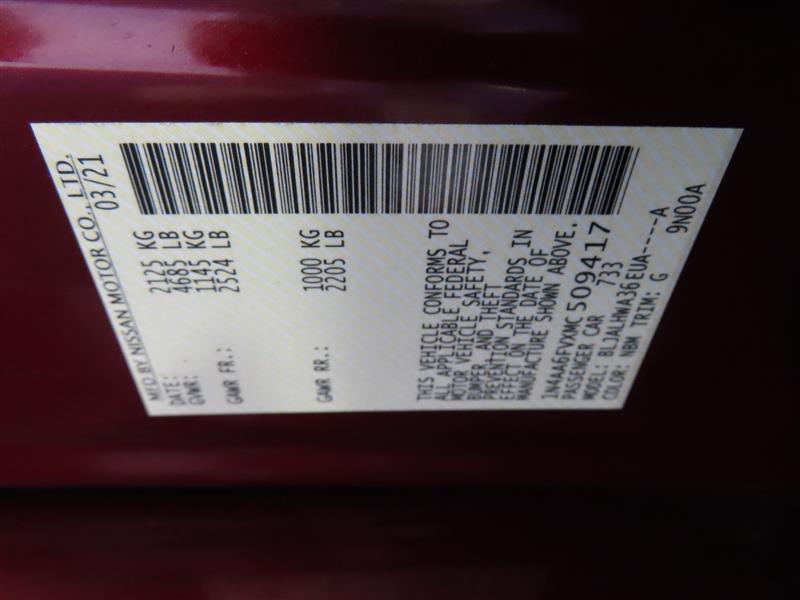 MFD BY NISSAN MOTOR CO., LTD.
DATE: 03/21
GVWR: 2125 KG
4685 LB
GAWR FR.: 1145 KG
2524 LB
GAWR RR.: 1000 KG
2205 LB
THIS VEHICLE CONFORMS TO
ALL APPLICABLE FEDERAL
MOTOR VEHICLE SAFETY,
BUMPER, AND THEFT
PREVENTION STANDARDS IN
EFFECT ON THE DATE OF
MANUFACTURE SHOWN ABOVE.
1N4AA6FVXMC509417
PASSENGER CAR 733
MODEL: BLJALHWA36EUA----A
COLOR: NBM TRIM: G 9N00A